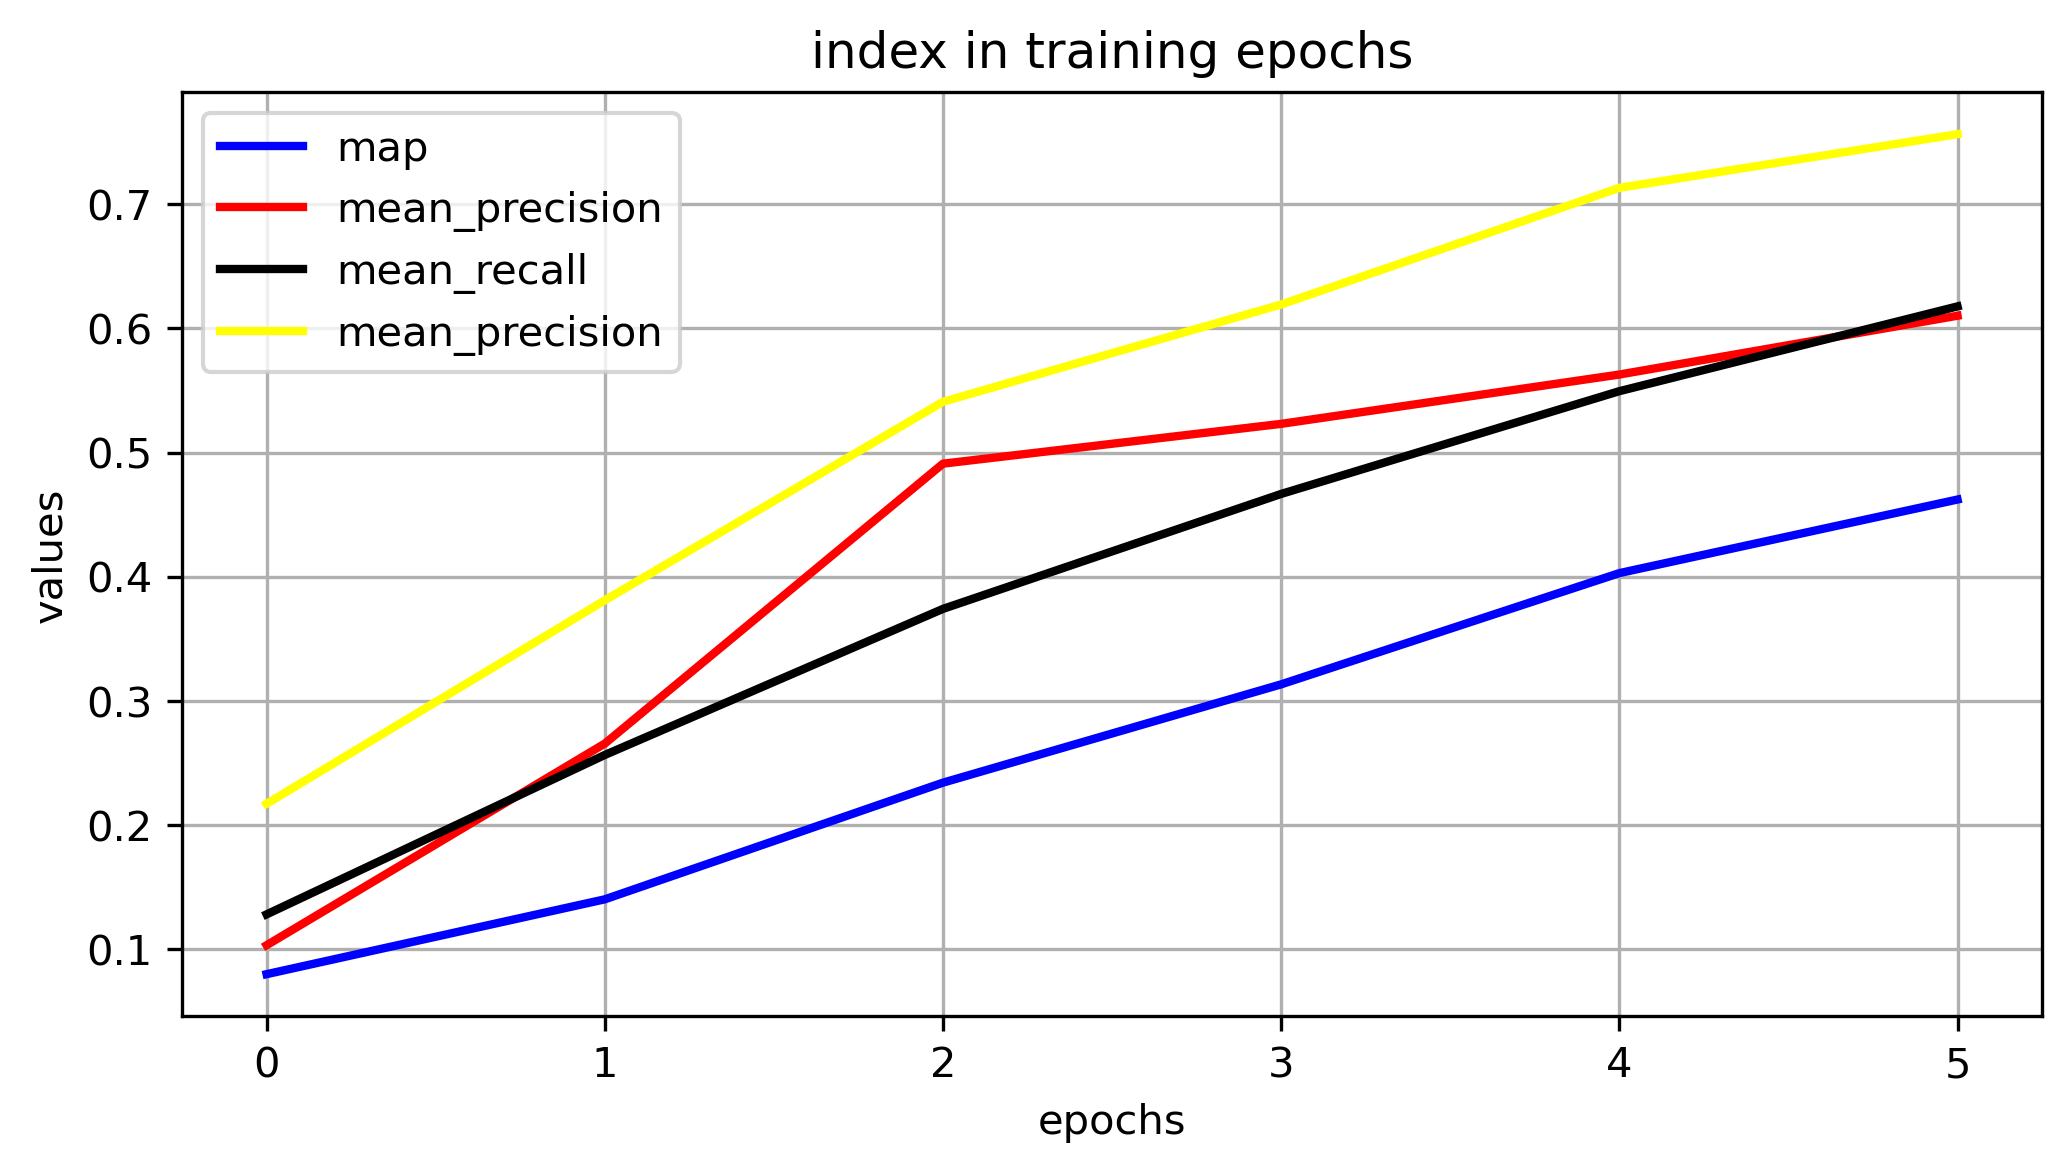 index in training epochs
map
mean_precision
mean_recall
mean_precision
values
0.7
0.6
0.5
0.4
0.3
0.2
0.1
0 1 2 3 4 5
epochs